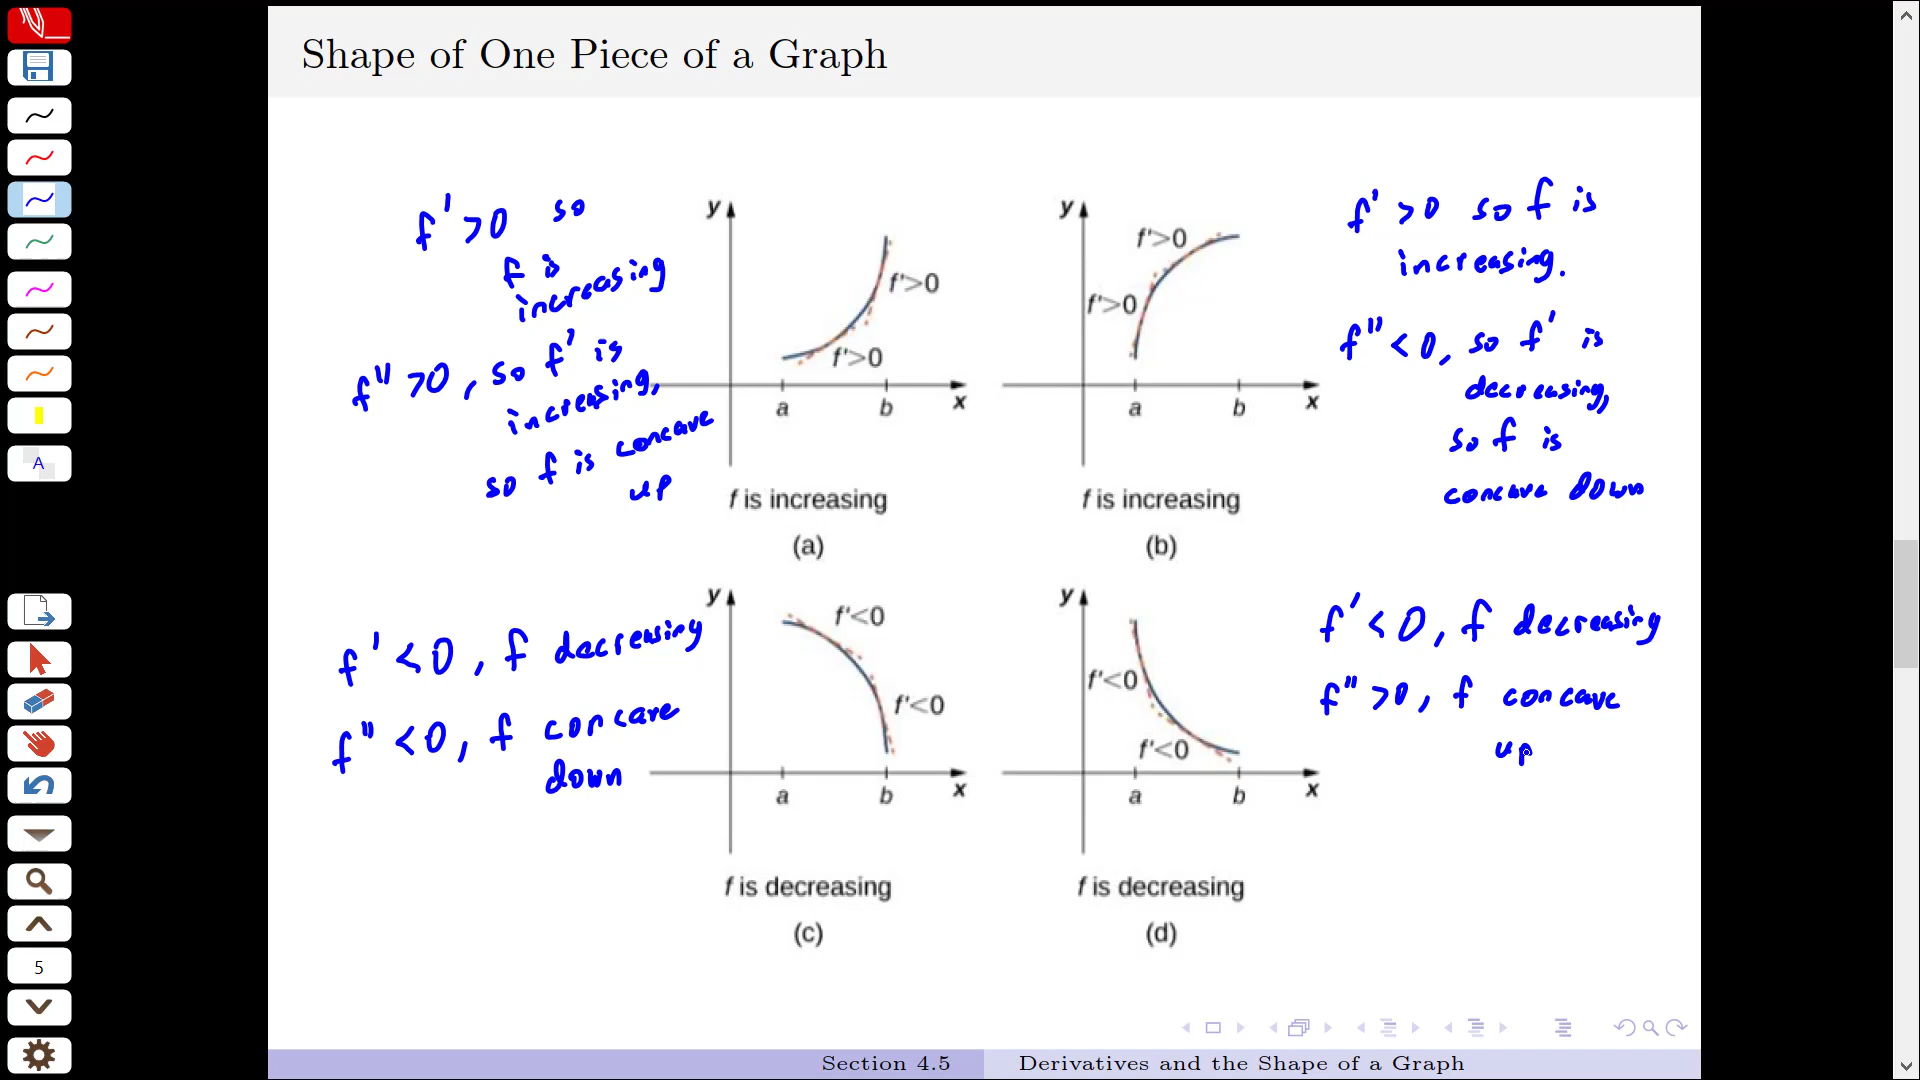 Shape of One Piece of a Graph
f' >0 so
f is
increasing
f'' >0, so f' is
increasing,
so f is concave
up
y
f'>0
f'>0
a b x
f is increasing
(a)
y
f'>0
f'>0
a b x
f is increasing
(b)
f' >0 so f is
increasing.
f'' <0, so f' is
decreasing,
so f is
concave down
f' <0, f decreasing
f'' <0, f concave
down
y
f'<0
f'<0
a b x
f is decreasing
(c)
y
f'<0
f'<0
a b x
f is decreasing
(d)
f' <0, f decreasing
f'' >0, f concave
up
A
5
Section 4.5 Derivatives and the Shape of a Graph